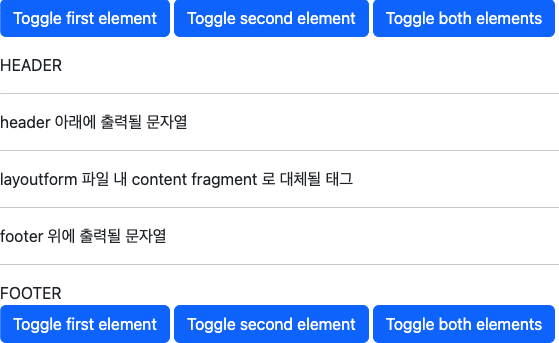 Toggle first element Toggle second element Toggle both elements
HEADER
header 아래에 출력될 문자열
layoutform 파일 내 content fragment 로 대체될 태그
footer 위에 출력될 문자열
FOOTER
Toggle first element Toggle second element Toggle both elements